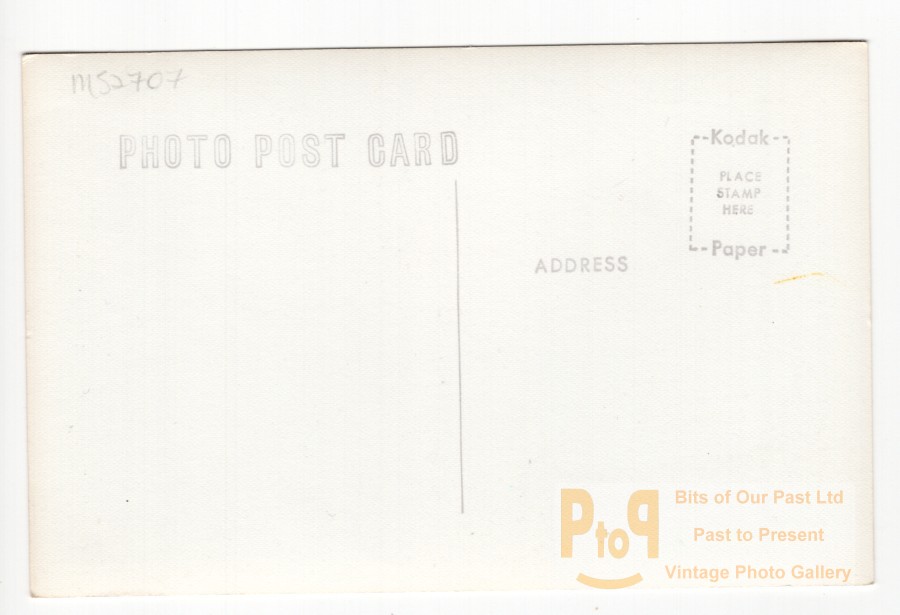 MS2707
PHOTO POST CARD
Kodak
PLACE
STAMP
HERE
Paper
ADDRESS
PtoP
Bits of Our Past Ltd
Past to Present
Vintage Photo Gallery